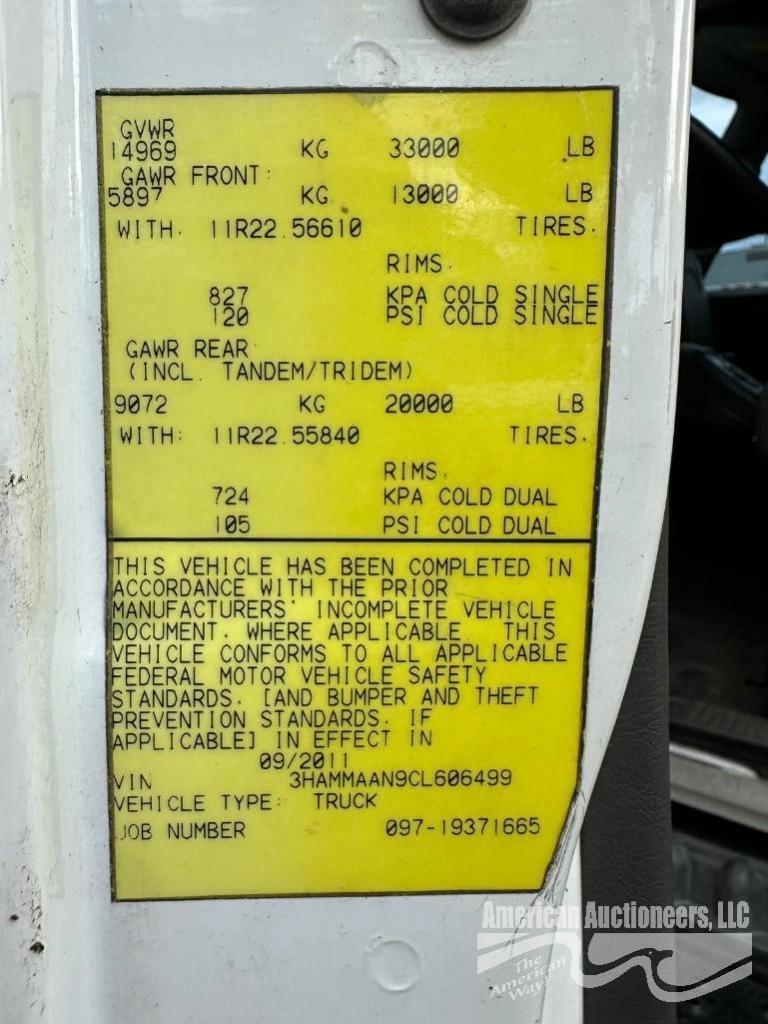 GVWR
14969 KG 33000 LB
GAWR FRONT:
5897 KG 13000 LB
WITH: 11R22.56610 TIRES.
RIMS.
827 KPA COLD SINGLE
120 PSI COLD SINGLE
GAWR REAR
(INCL. TANDEM/TRIDEM)
9072 KG 20000 LB
WITH: 11R22.55840 TIRES.
RIMS.
724 KPA COLD DUAL
105 PSI COLD DUAL
THIS VEHICLE HAS BEEN COMPLETED IN
ACCORDANCE WITH THE PRIOR
MANUFACTURERS' INCOMPLETE VEHICLE
DOCUMENT. WHERE APPLICABLE THIS
VEHICLE CONFORMS TO ALL APPLICABLE
FEDERAL MOTOR VEHICLE SAFETY
STANDARDS. [AND BUMPER AND THEFT
PREVENTION STANDARDS. IF
APPLICABLE] IN EFFECT IN
09/2011
VIN 3HAMMAAN9CL606499
VEHICLE TYPE: TRUCK
JOB NUMBER 097-19371665
American Auctioneers, LLC
The
American
Way!